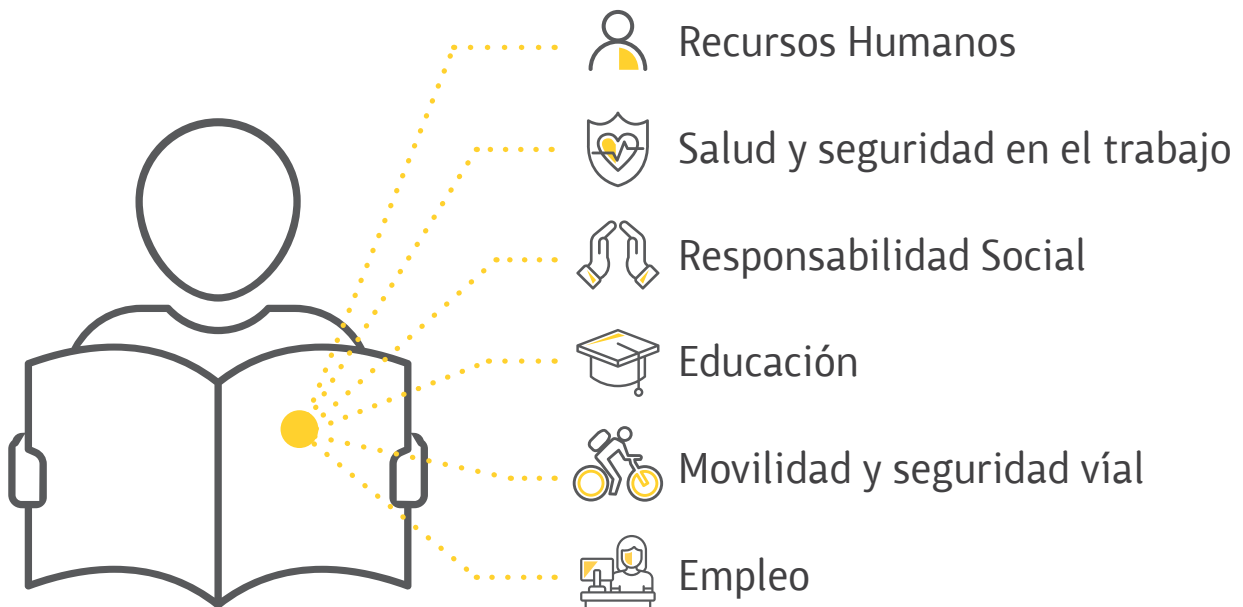 Recursos Humanos
Salud y seguridad en el trabajo
Responsabilidad Social
Educación
Movilidad y seguridad víal
Empleo